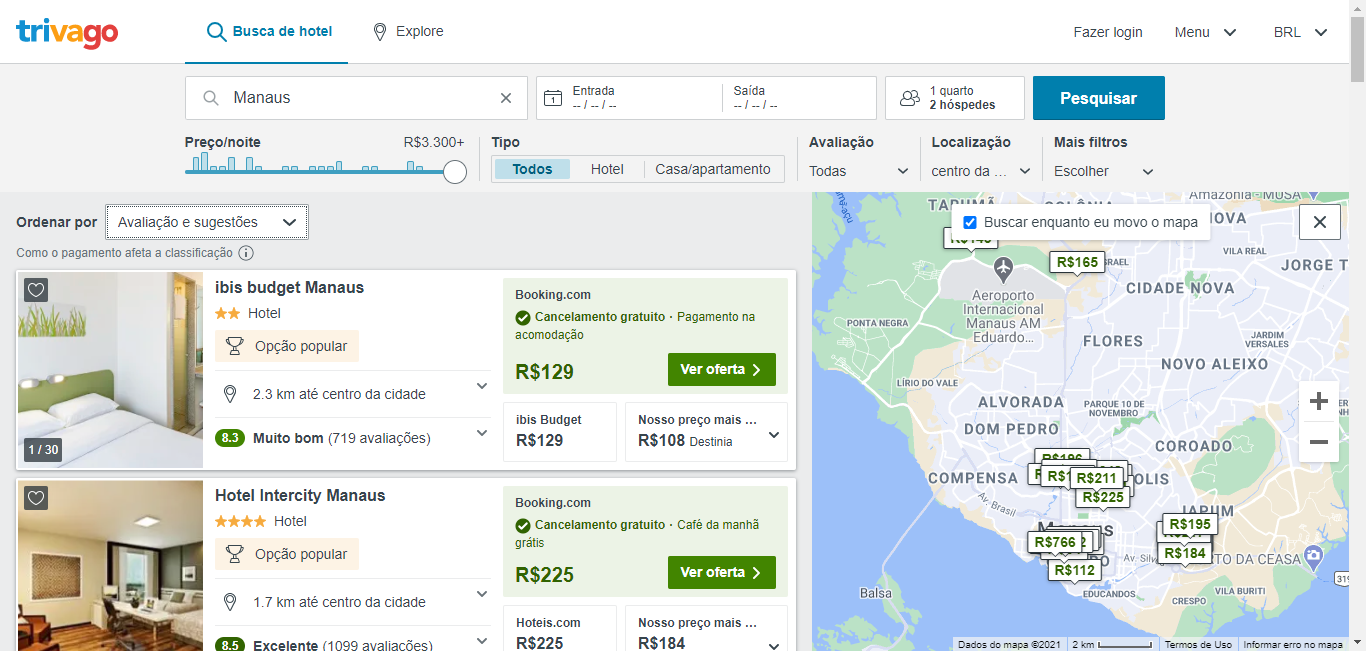 trivago
Busca de hotel
Explore
Fazer login
Menu
BRL
Manaus
Entrada
-- / -- / --
Saída
-- / -- / --
1 quarto
2 hóspedes
Pesquisar
Preço/noite
R$3.300+
Tipo
Todos
Hotel
Casa/apartamento
Avaliação
Todas
Localização
centro da ...
Mais filtros
Escolher
Ordenar por
Avaliação e sugestões
Como o pagamento afeta a classificação
1 / 30
ibis budget Manaus
Hotel
Opção popular
2.3 km até centro da cidade
8.3 Muito bom (719 avaliações)
Booking.com
Cancelamento gratuito · Pagamento na
acomodação
R$129
Ver oferta
ibis Budget
R$129
Nosso preço mais ...
R$108 Destinia
Hotel Intercity Manaus
Hotel
Opção popular
1.7 km até centro da cidade
8.5 Excelente (1099 avaliações)
Booking.com
Cancelamento gratuito · Café da manhã
grátis
R$225
Ver oferta
Hoteis.com
R$225
Nosso preço mais ...
R$184
Buscar enquanto eu movo o mapa
Amazônia - MUSA
TARUMÃ
COLÔNIA
NOVA
R$165
VILA REAL
JORGE T
CIDADE NOVA
Aeroporto
Internacional
Manaus AM
Eduardo...
PONTA NEGRA
FLORES
JARDIM
VERSALES
NOVO ALEIXO
LÍRIO DO VALE
ALVORADA
PARQUE 10 DE
NOVEMBRO
DOM PEDRO
COROADO
R$196
COMPENSA
R$211
R$225
Av. Brasil
JAPIIM
R$195
Manaus
R$766
R$184
R$112
DA CEASA
319
EDUCANDOS
VILA BURITI
CRESPO
Balsa
Dados do mapa ©2021
2 km
Termos de Uso
Informar erro no mapa